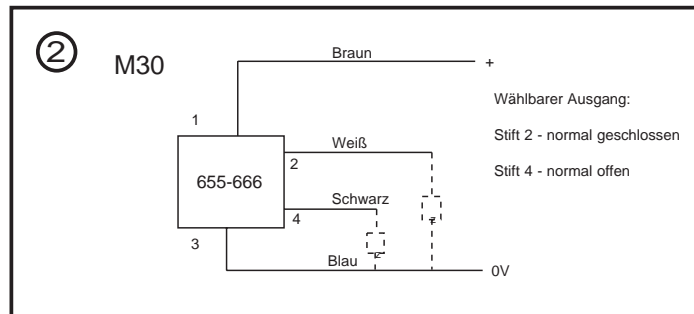 2
M30
Braun
+
Wählbarer Ausgang:
1
Stift 2 - normal geschlossen
Weiß
2
Stift 4 - normal offen
655-666
Schwarz
4
3
Z
Z
Blau
0V